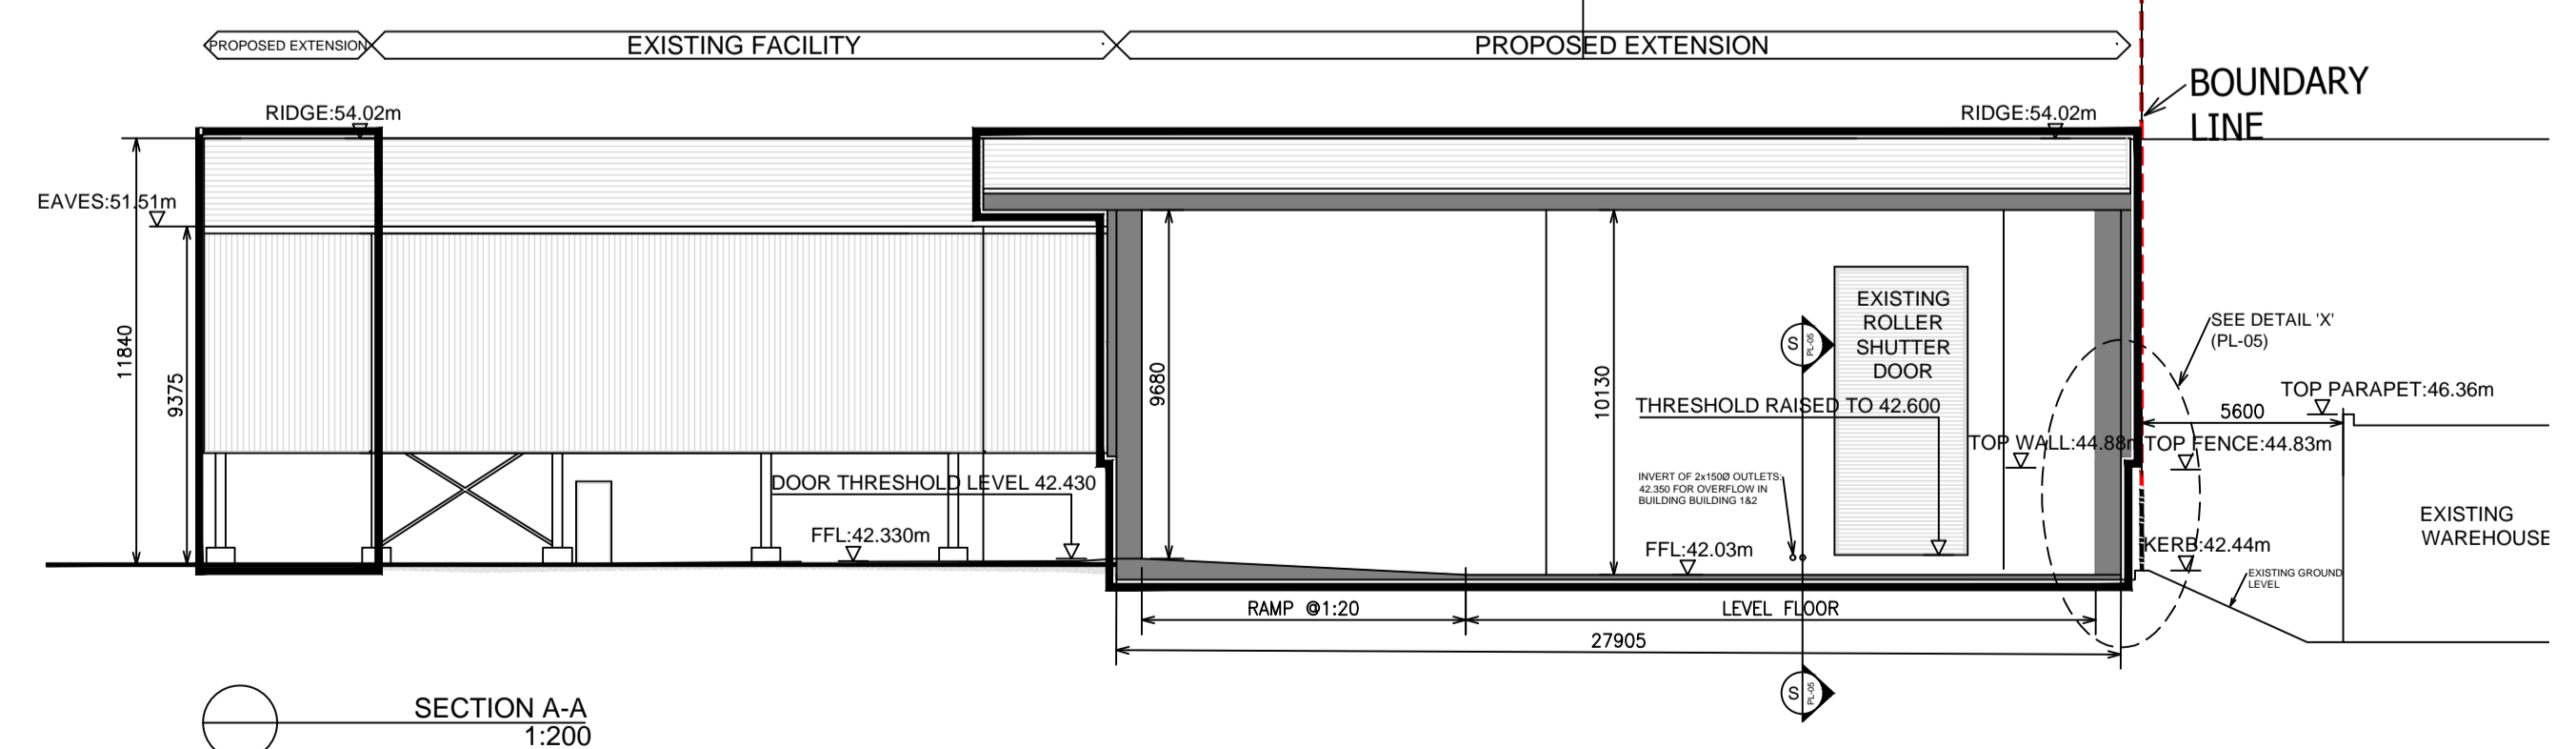 PROPOSED EXTENSION
EXISTING FACILITY
PROPOSED EXTENSION
BOUNDARY
LINE
RIDGE:54.02m
RIDGE:54.02m
EAVES:51.51m
11840
9375
9680
10130
EXISTING
ROLLER
SHUTTER
DOOR
S
PL-05
SEE DETAIL 'X'
(PL-05)
THRESHOLD RAISED TO 42.600
TOP PARAPET:46.36m
5600
TOP WALL:44.88m
TOP FENCE:44.83m
DOOR THRESHOLD LEVEL 42.430
INVERT OF 2x150Ø OUTLETS:
42.350 FOR OVERFLOW IN
BUILDING BUILDING 1&2
EXISTING
WAREHOUSE
FFL:42.330m
FFL:42.03m
KERB:42.44m
EXISTING GROUND
LEVEL
RAMP @1:20
LEVEL FLOOR
27905
S
PL-05
SECTION A-A
1:200